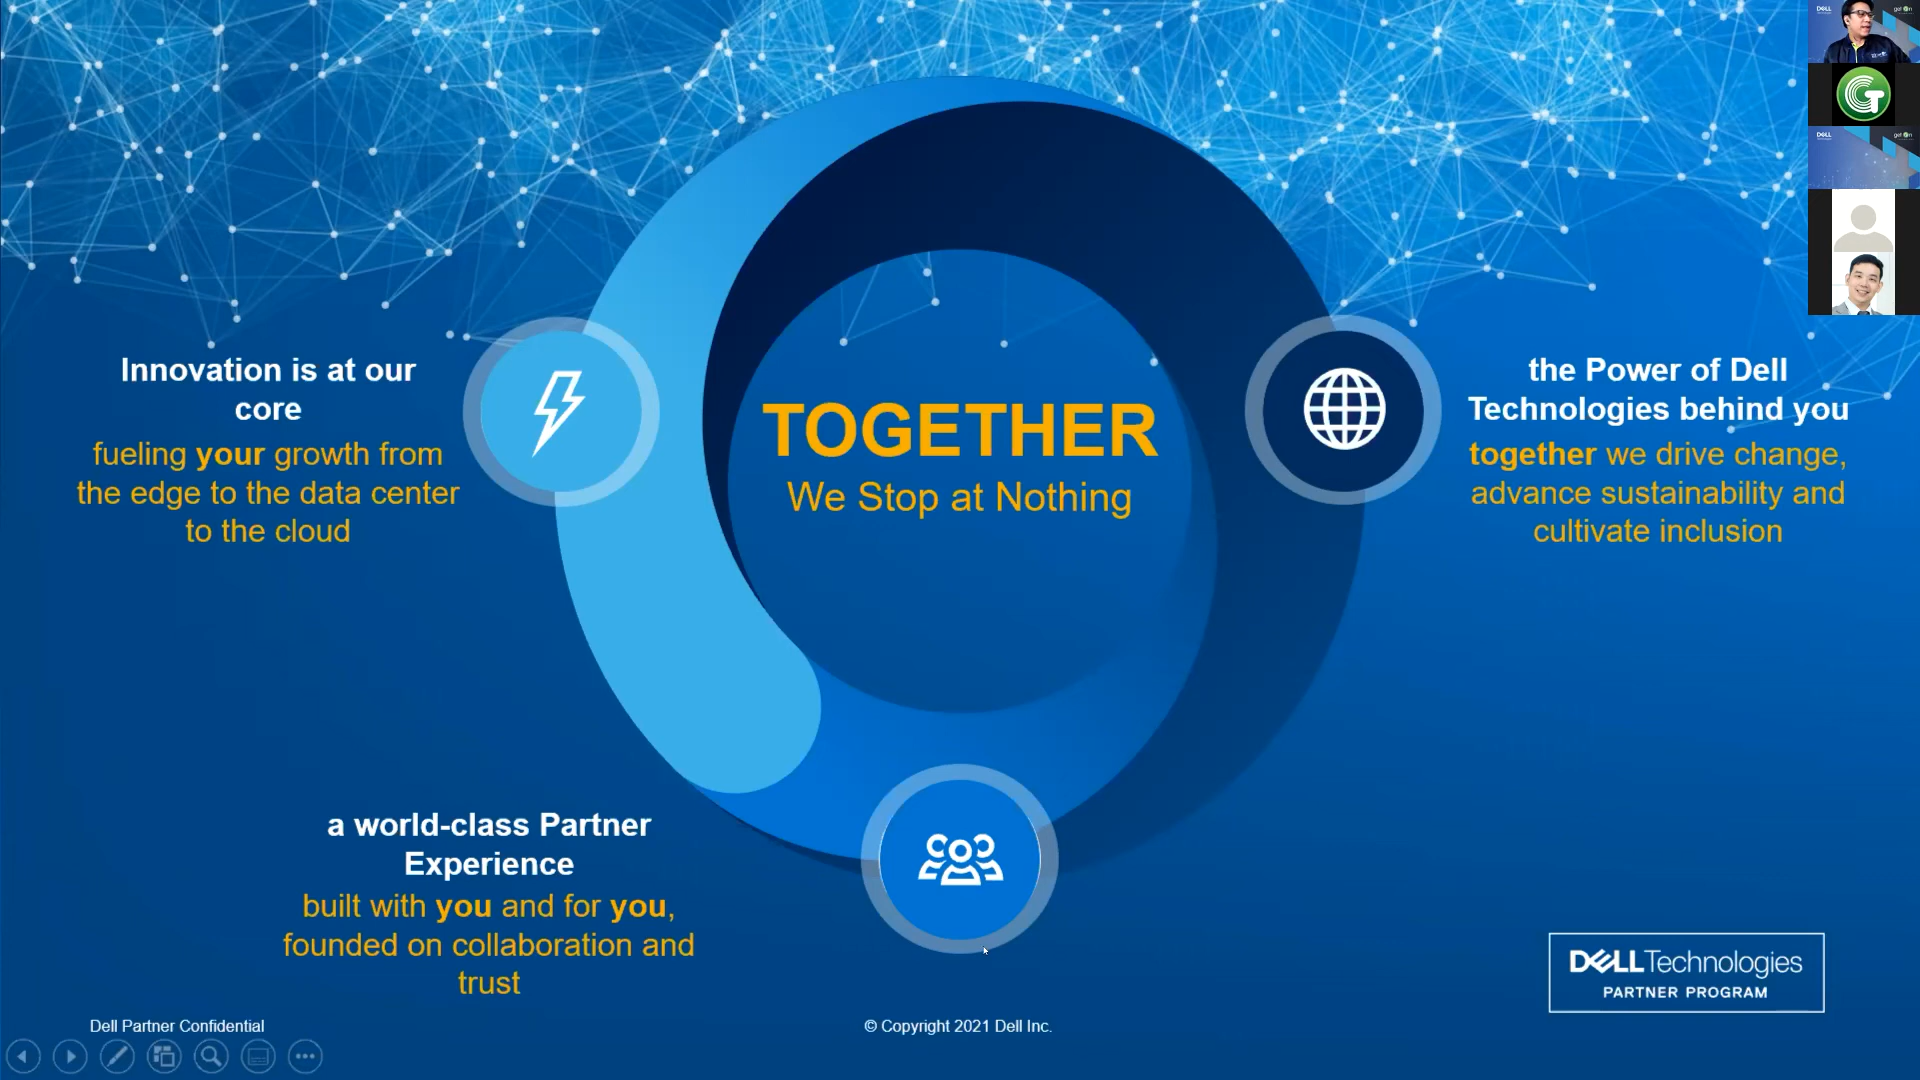 Innovation is at our
core
fueling your growth from
the edge to the data center
to the cloud
TOGETHER
We Stop at Nothing
the Power of Dell
Technologies behind you
together we drive change,
advance sustainability and
cultivate inclusion
a world-class Partner
Experience
built with you and for you,
founded on collaboration and
trust
DELLTechnologies
PARTNER PROGRAM
Dell Partner Confidential
© Copyright 2021 Dell Inc.
DELL
DELL